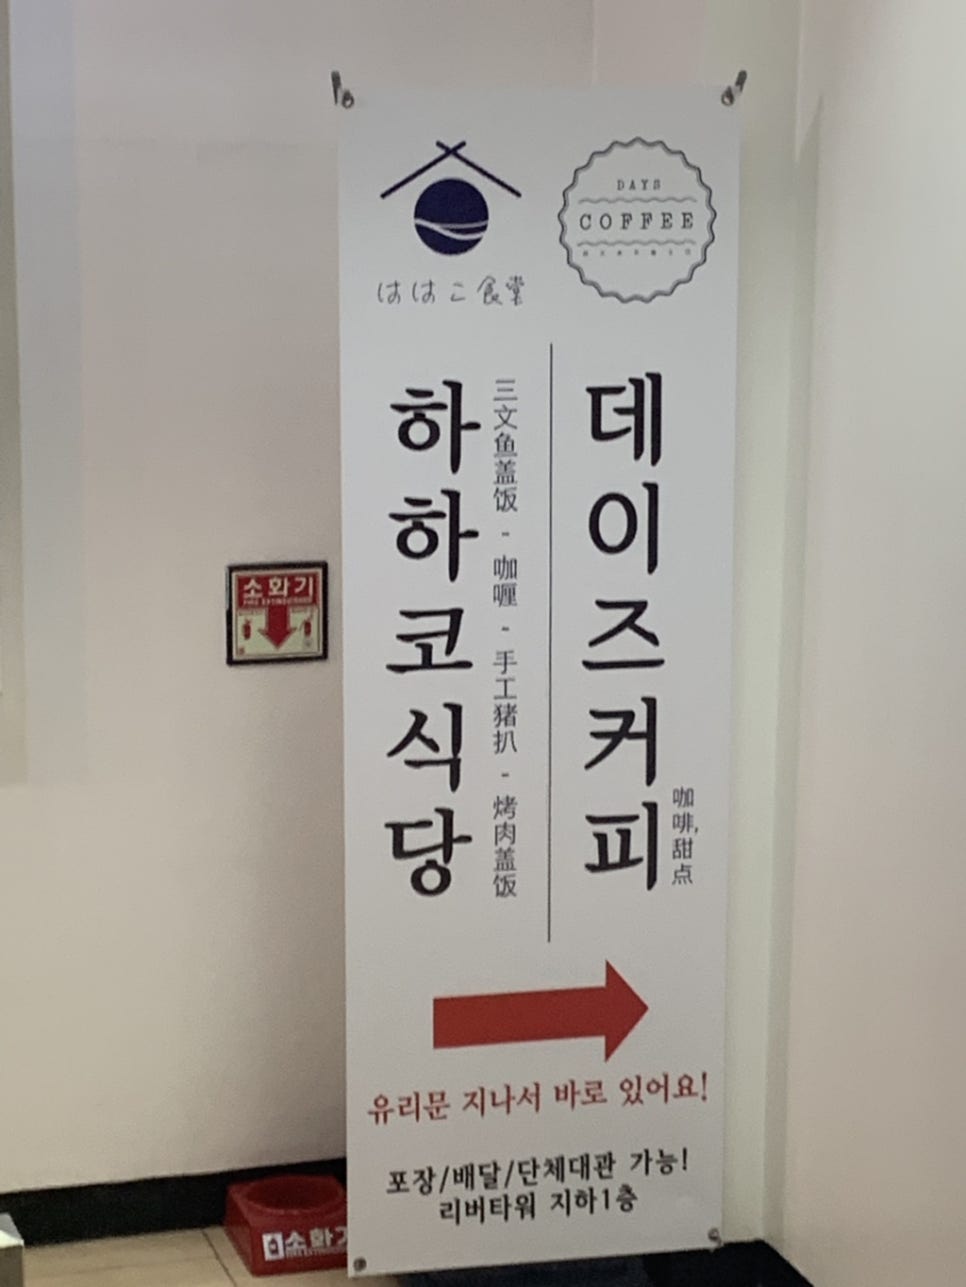 ははこ食堂
DAYS
COFFEE
하하코식당
三文鱼盖饭 - 咖喱 - 手工猪扒 - 烤肉盖饭
데이즈커피
咖啡,甜点
유리문 지나서 바로 있어요!
포장/배달/단체대관 가능!
리버타워 지하1층
소화기
FIRE EXTINGUISHER
소화기